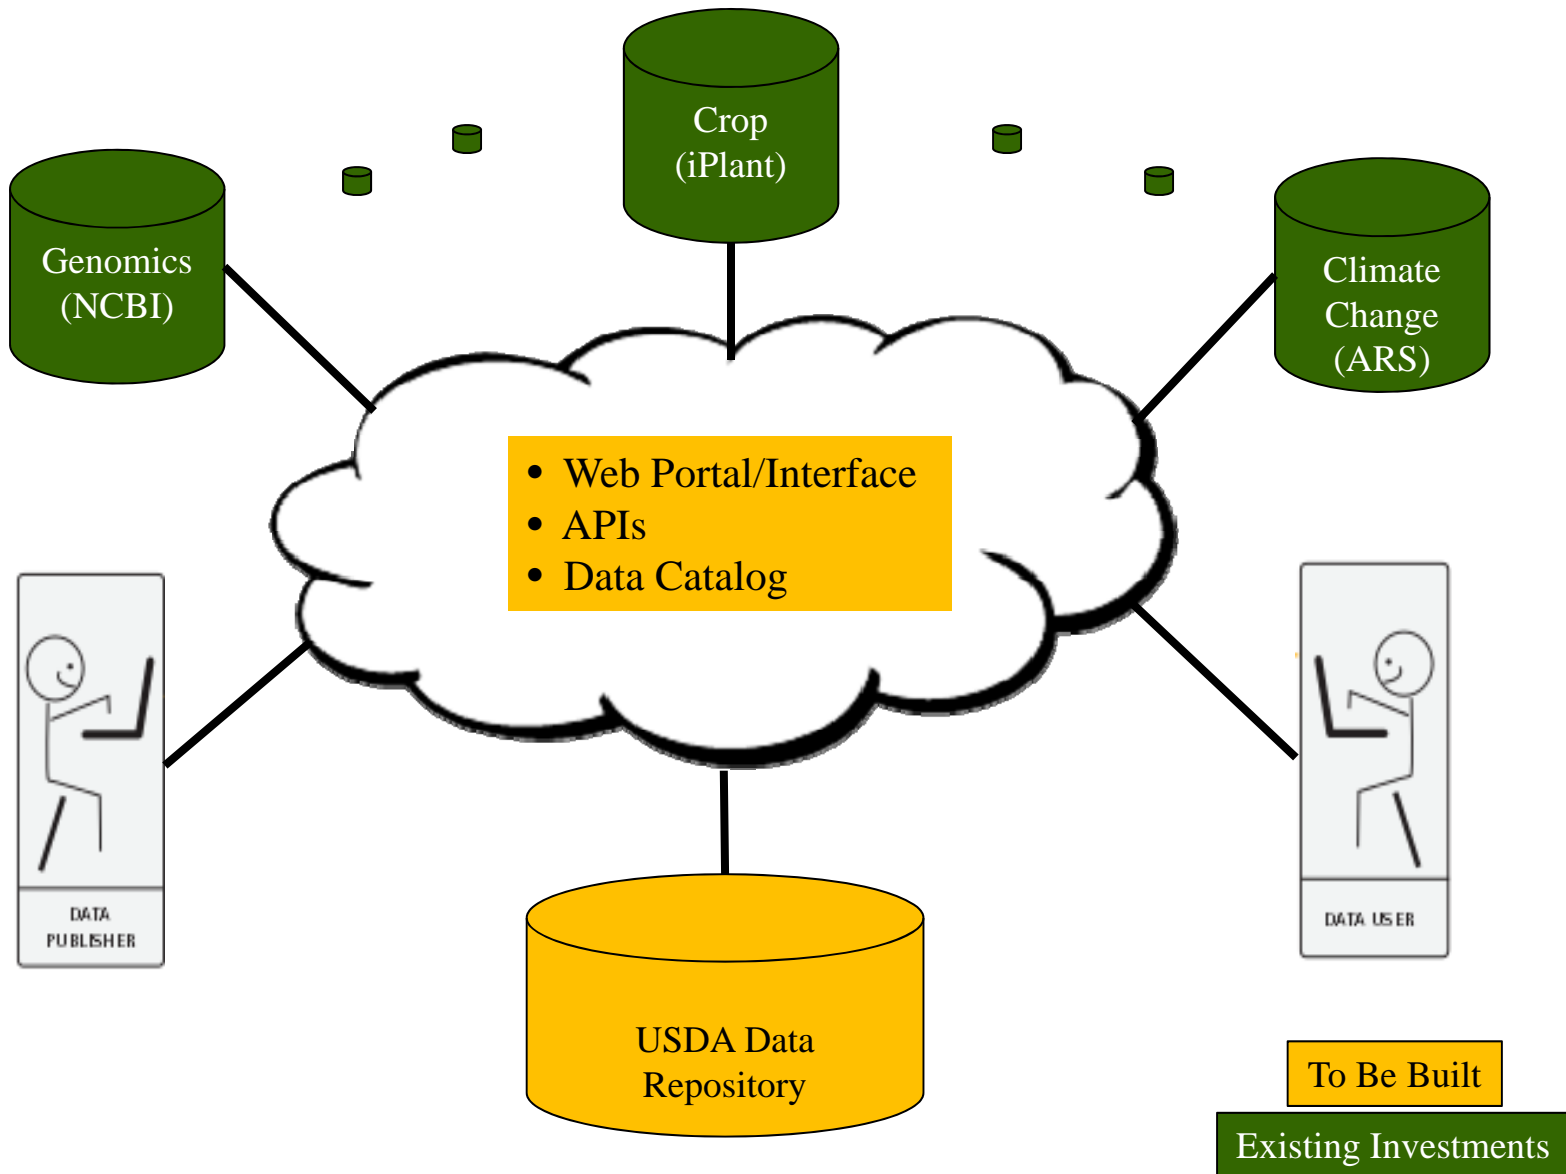 Crop
(iPlant)
Genomics
(NCBI)
Climate
Change
(ARS)
• Web Portal/Interface
• APIs
• Data Catalog
DATA
PUBLISHER
DATA USER
USDA Data
Repository
To Be Built
Existing Investments